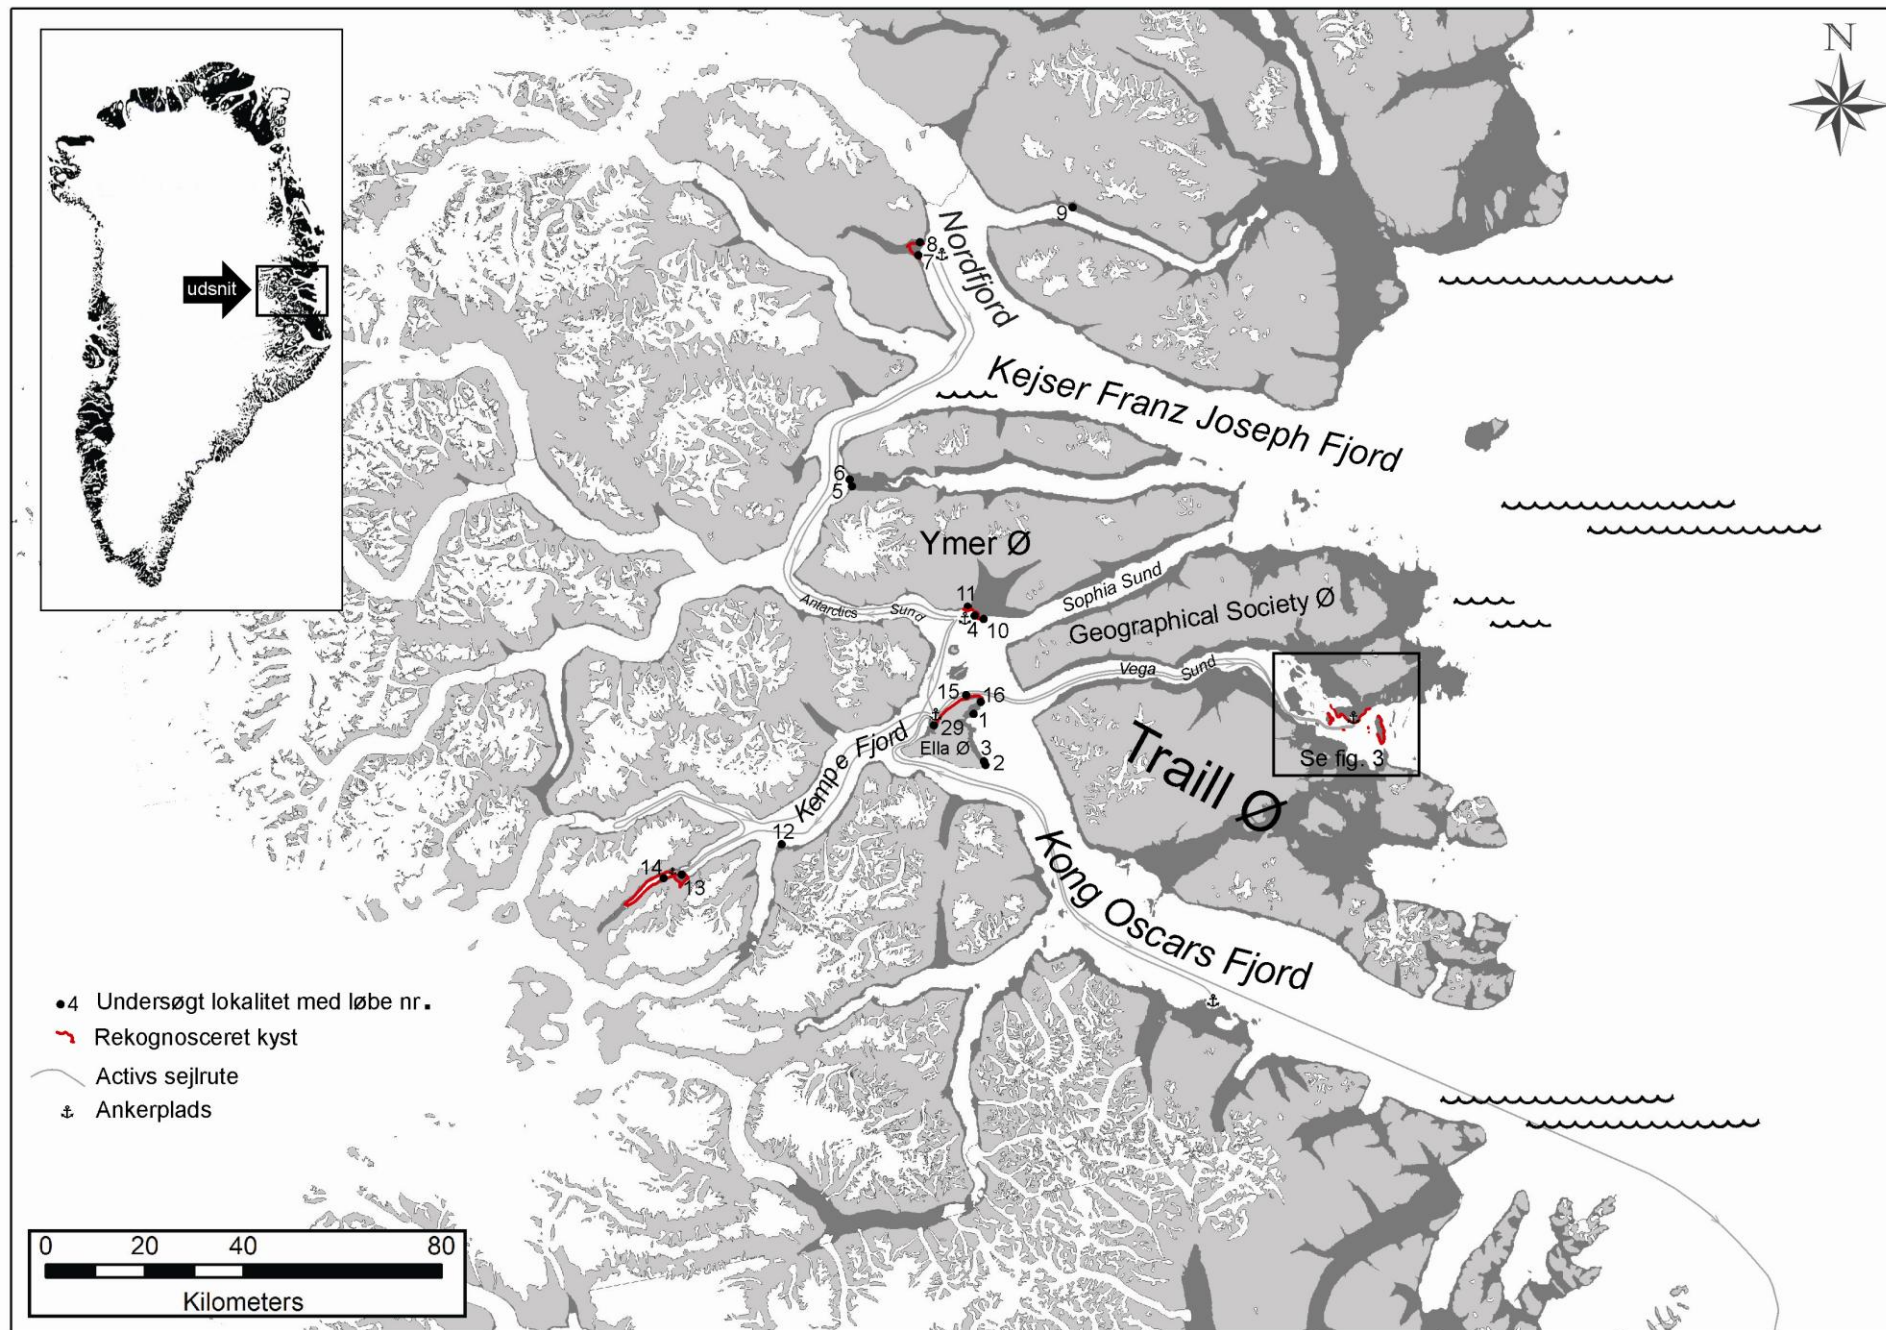 N
udsnit
9
8
7
Nordfjord
Kejser Franz Joseph Fjord
6
5
Ymer Ø
11
4
10
Antarctics Sund
Sophia Sund
Geographical Society Ø
Vega Sund
15
16
1
29
Ella Ø
3
2
Se fig. 3
Traill Ø
Kempe Fjord
12
14
13
Kong Oscars Fjord
4 Undersøgt lokalitet med løbe nr.
Rekognosceret kyst
Activs sejlrute
Ankerplads
0 20 40 80
Kilometers